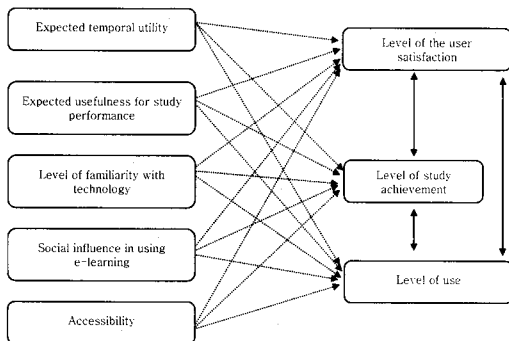 Expected temporal utility
Expected usefulness for study
performance
Level of familiarity with
technology
Social influence in using
e-learning
Accessibility
Level of the user
satisfaction
Level of study
achievement
Level of use